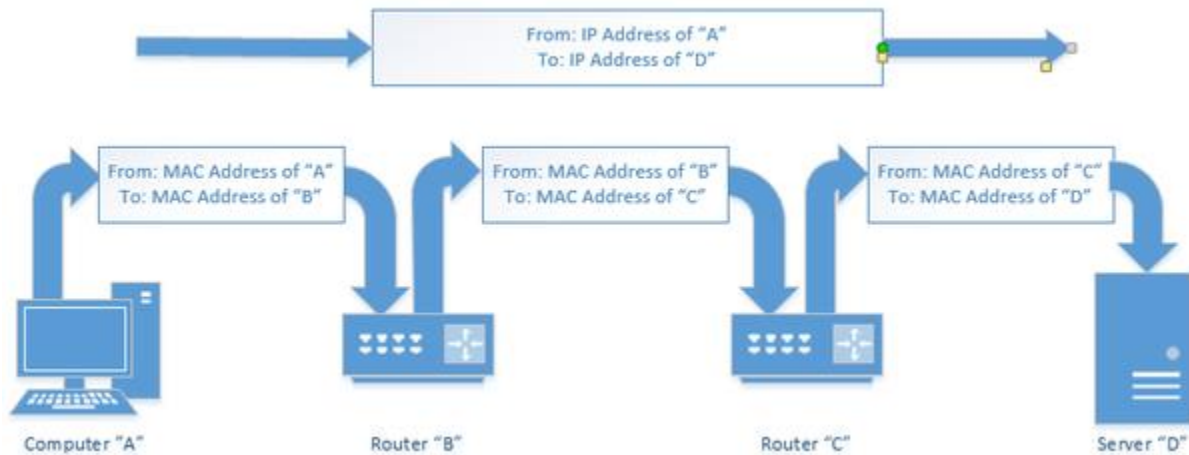 From: IP Address of “A”
To: IP Address of “D”
From: MAC Address of “A”
To: MAC Address of “B”
From: MAC Address of “B”
To: MAC Address of “C”
From: MAC Address of “C”
To: MAC Address of “D”
Computer “A”
Router “B”
Router “C”
Server “D”